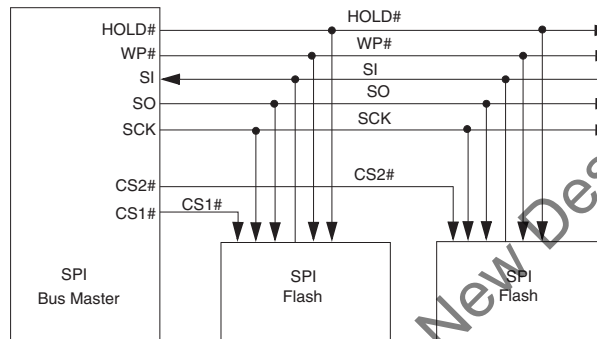 HOLD#
HOLD#
WP#
WP#
SI
SI
SO
SO
SCK
SCK
CS2#
CS2#
CS1#
CS1#
SPI
Bus Master
SPI
Flash
SPI
Flash
New Des